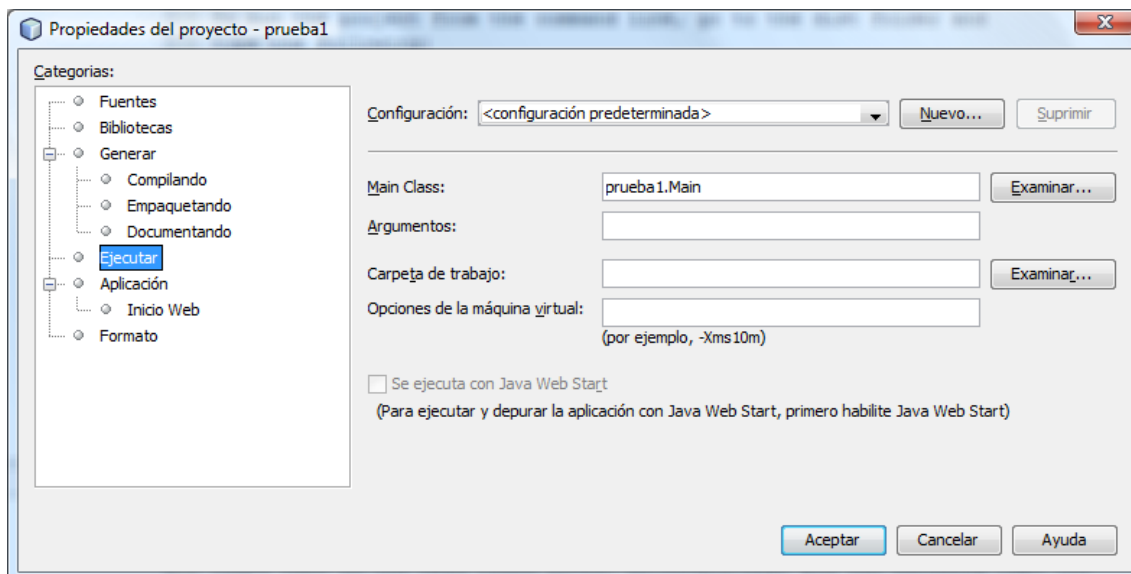 Propiedades del proyecto - prueba1
Categorías:
Fuentes
Bibliotecas
Generar
Compilando
Empaquetando
Documentando
Ejecutar
Aplicación
Inicio Web
Formato
Configuración: <configuración predeterminada> Nuevo... Suprimir
Main Class: prueba1.Main Examinar...
Argumentos:
Carpeta de trabajo: Examinar...
Opciones de la máquina virtual:
(por ejemplo, -Xms10m)
Se ejecuta con Java Web Start
(Para ejecutar y depurar la aplicación con Java Web Start, primero habilite Java Web Start)
Aceptar Cancelar Ayuda